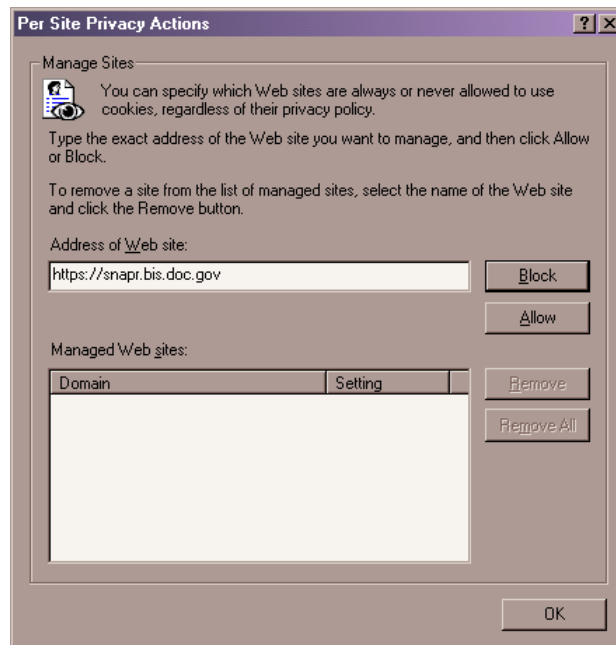 Per Site Privacy Actions
Manage Sites
You can specify which Web sites are always or never allowed to use
cookies, regardless of their privacy policy.
Type the exact address of the Web site you want to manage, and then click Allow
or Block.
To remove a site from the list of managed sites, select the name of the Web site
and click the Remove button.
Address of Web site:
https://snapr.bis.doc.gov
Block
Allow
Managed Web sites:
Domain Setting
Remove
Remove All
OK